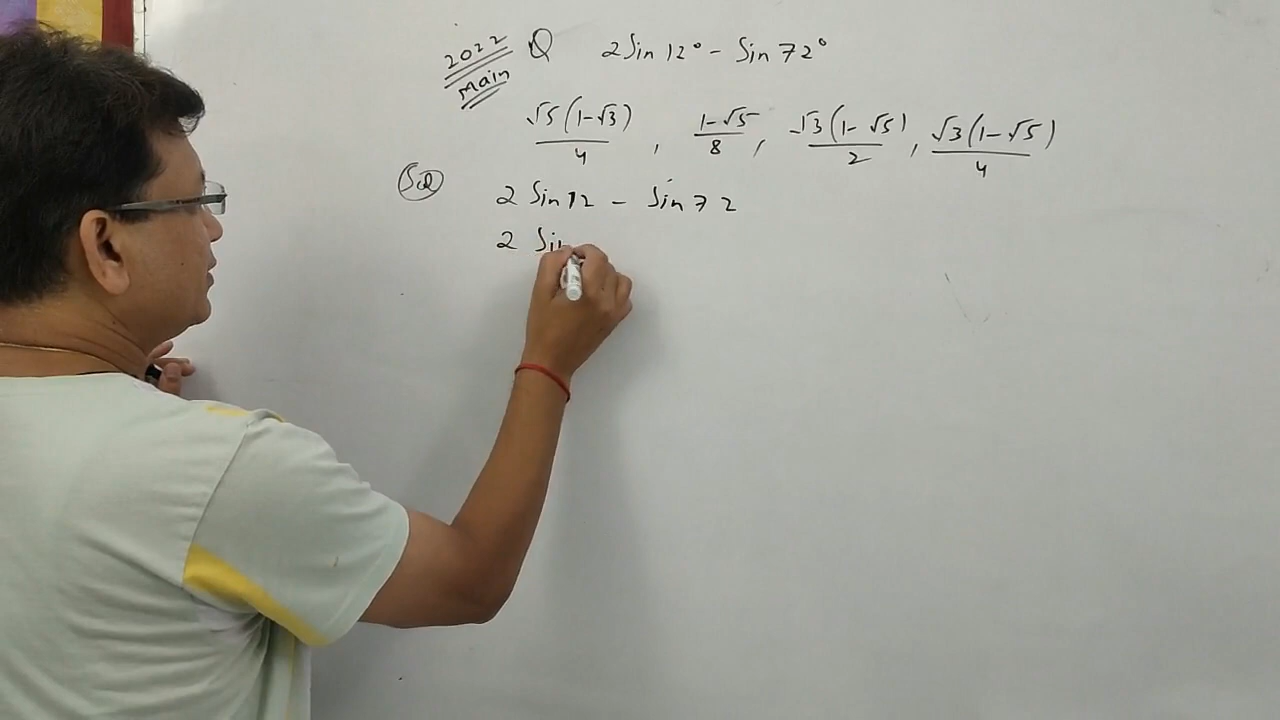 2022 Q 2 Sin 12° - Sin 72°
Main
√5(1-√3)/4 , 1-√5/8 , √3(1-√5)/2 , √3(1-√5)/4
Sol 2 Sin 12 - Sin 72
2 Sin